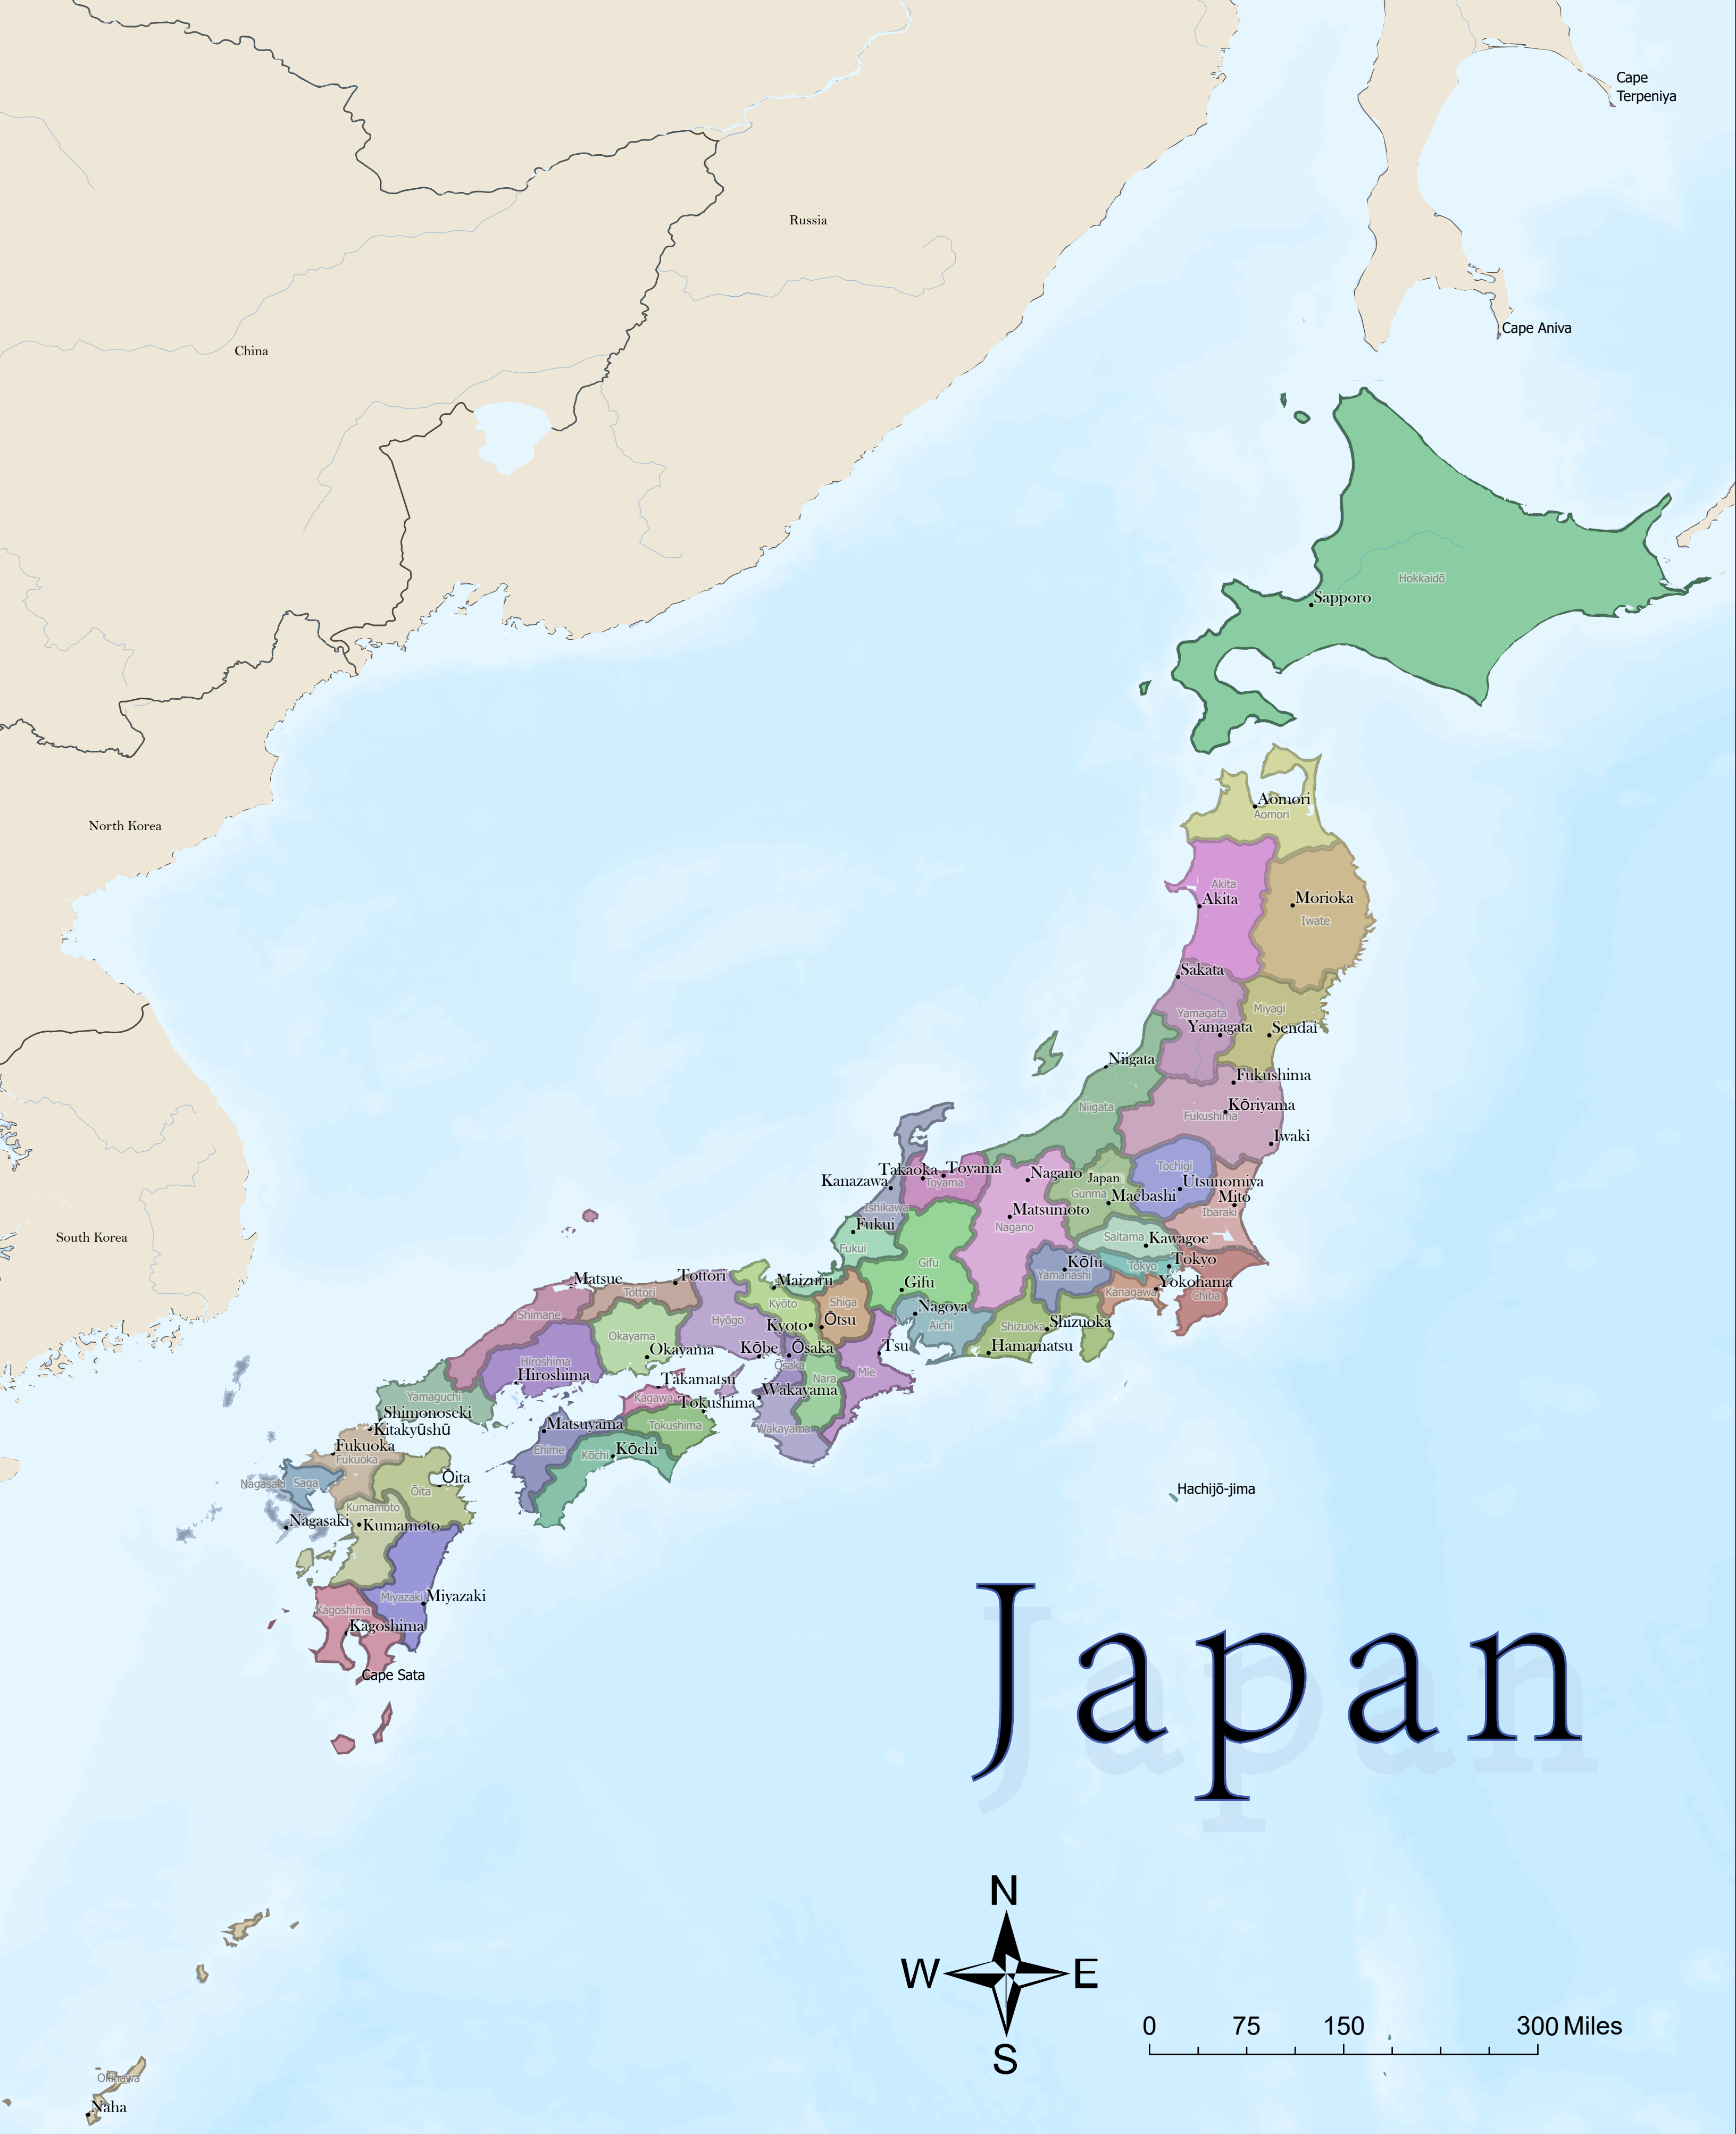 Cape
Terpeniya
Russia
Cape Aniva
China
Hokkaidō
Sapporo
Aomori
Aomori
North Korea
Akita
Akita
Morioka
Iwate
Sakata
Yamagata
Miyagi
Yamagata
Sendai
Niigata
Fukushima
Kōriyama
Niigata
Fukushima
Iwaki
Takaoka
Toyama
Toyama
Kanazawa
Nagano
Japan
Tochigi
Utsunomiya
Gunma
Maebashi
Mito
Ishikawa
Matsumoto
Ibaraki
Nagano
Fukui
Fukui
South Korea
Saitama
Kawagoe
Gifu
Kōfu
Tokyo
Tōkyō
Yamanashi
Matsue
Tottori
Maizuru
Gifu
Yokohama
Kanagawa
Chiba
Tottori
Kyōto
Shiga
Shimane
Hyōgo
Kyoto
Ōtsu
Nagoya
Aichi
Shizuoka
Shizuoka
Okayama
Okayama
Kōbe
Ōsaka
Ōsaka
Tsu
Hamamatsu
Hiroshima
Hiroshima
Takamatsu
Nara
Mie
Yamaguchi
Kagawa
Tokushima
Wakayama
Shimonoseki
Kitakyūshū
Matsuyama
Tokushima
Wakayama
Fukuoka
Fukuoka
Ehime
Kōchi
Kōchi
Nagasaki
Saga
Ōita
Ōita
Hachijō-jima
Kumamoto
Nagasaki
Kumamoto
Miyazaki
Miyazaki
Kagoshima
Kagoshima
Cape Sata
Japan
N
W
E
S
0 75 150 300 Miles
Okinawa
Naha